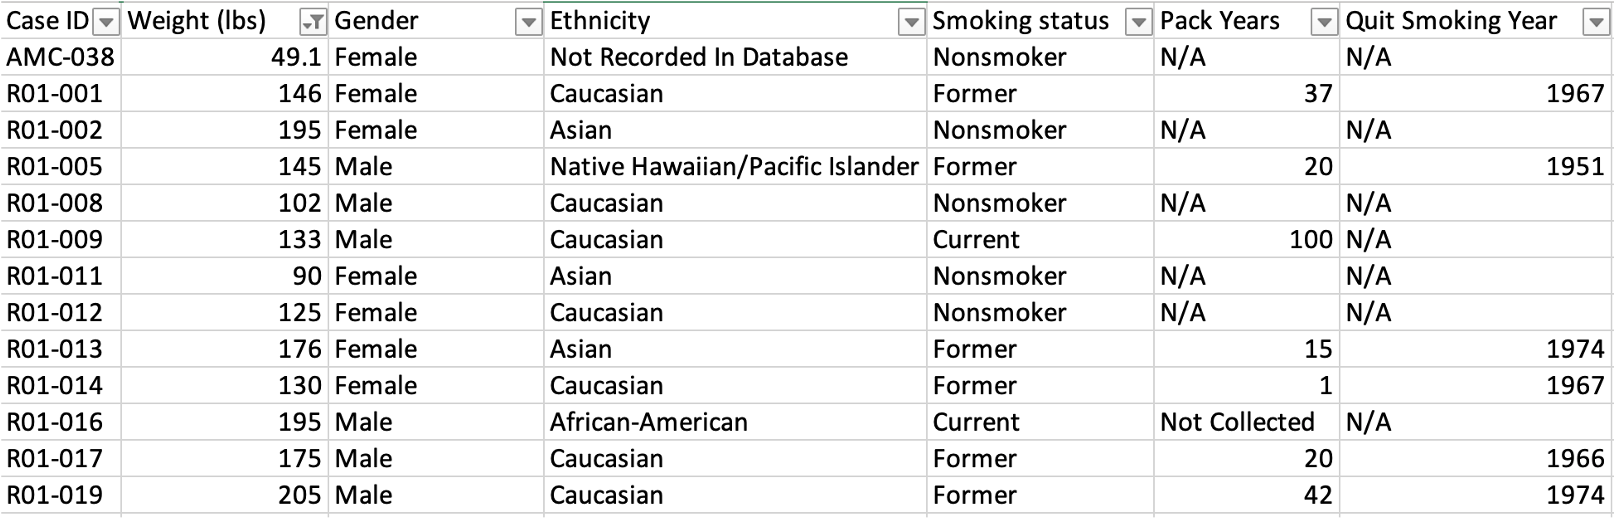 Case ID Weight (lbs) Gender Ethnicity Smoking status Pack Years Quit Smoking Year
AMC-038 49.1 Female Not Recorded In Database Nonsmoker N/A N/A
R01-001 146 Female Caucasian Former 37 1967
R01-002 195 Female Asian Nonsmoker N/A N/A
R01-005 145 Male Native Hawaiian/Pacific Islander Former 20 1951
R01-008 102 Male Caucasian Nonsmoker N/A N/A
R01-009 133 Male Caucasian Current 100 N/A
R01-011 90 Female Asian Nonsmoker N/A N/A
R01-012 125 Female Caucasian Nonsmoker N/A N/A
R01-013 176 Female Asian Former 15 1974
R01-014 130 Female Caucasian Former 1 1967
R01-016 195 Male African-American Current Not Collected N/A
R01-017 175 Male Caucasian Former 20 1966
R01-019 205 Male Caucasian Former 42 1974